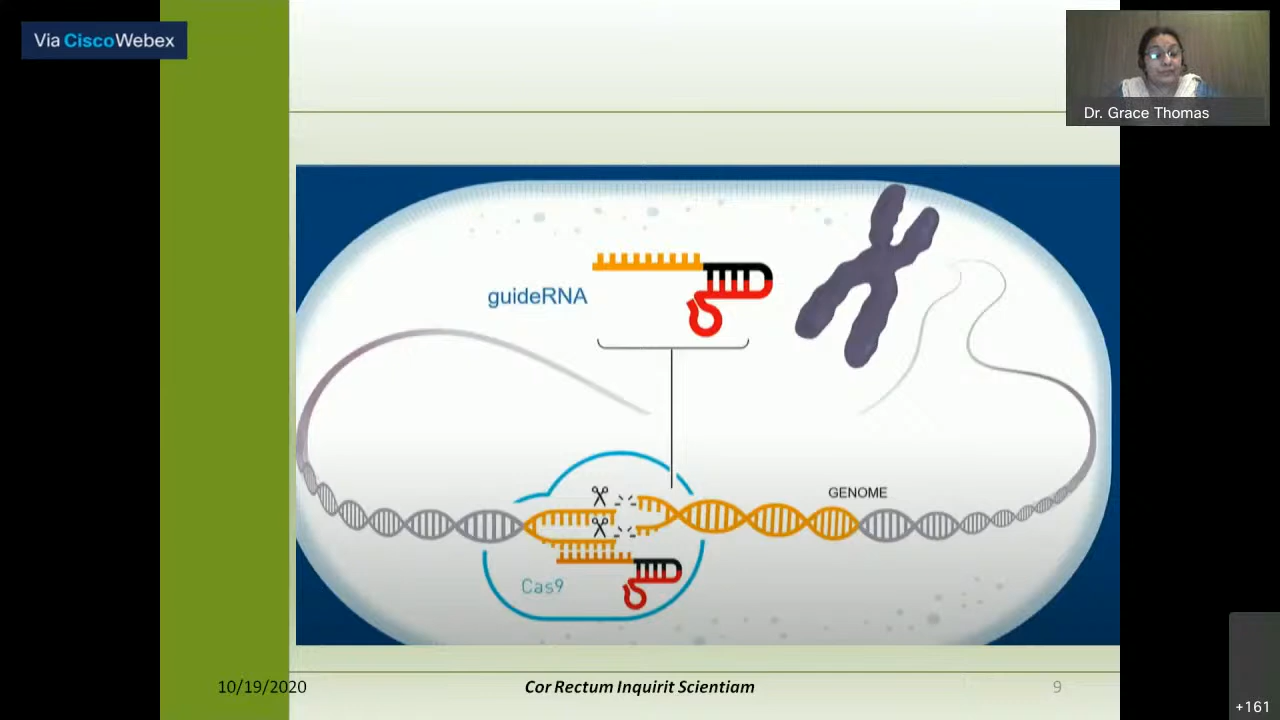 Via CiscoWebex
Dr. Grace Thomas
guideRNA
GENOME
Cas9
10/19/2020
Cor Rectum Inquirit Scientiam
9
+161